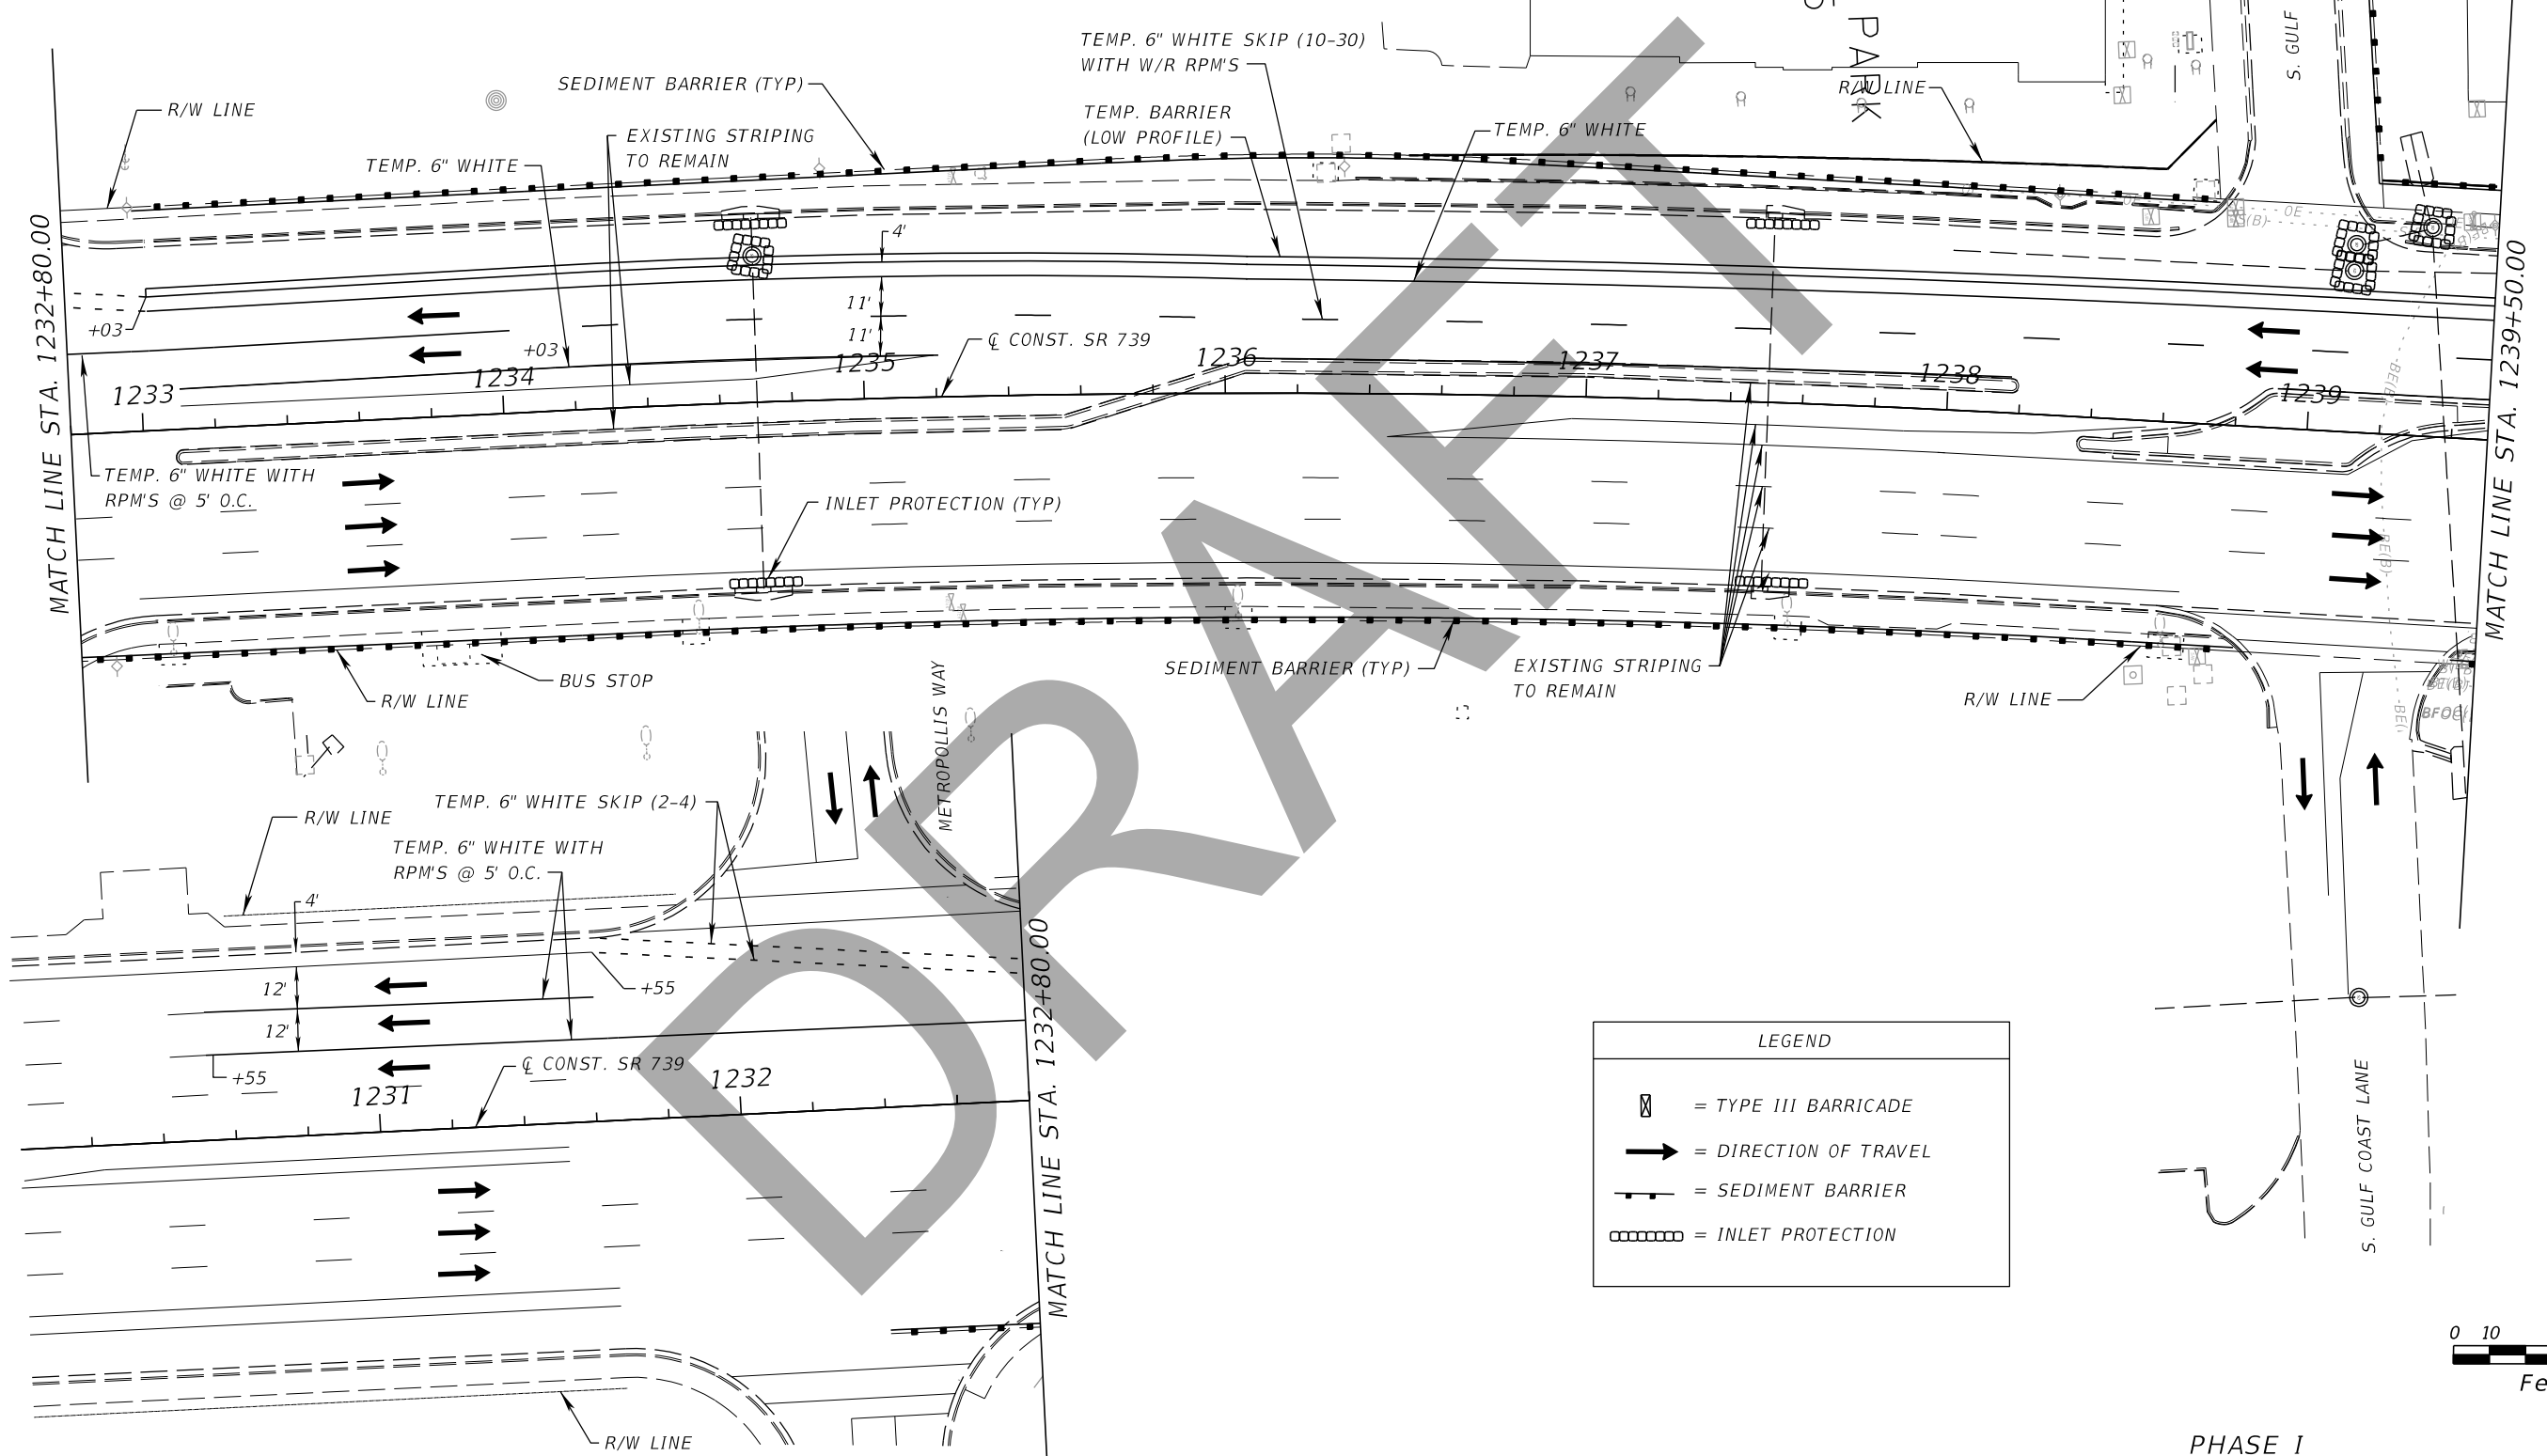 PARK
S. GULF
TEMP. 6" WHITE SKIP (10-30)
WITH W/R RPM'S
SEDIMENT BARRIER (TYP)
R/W LINE
R/W LINE
TEMP. BARRIER
(LOW PROFILE)
TEMP. 6" WHITE
EXISTING STRIPING
TO REMAIN
TEMP. 6" WHITE
4'
OE
MATCH LINE STA. 1232+80.00
MATCH LINE STA. 1239+50.00
+03
11'
11'
+03
℄ CONST. SR 739
1233
1234
1235
1236
1237
1238
1239
BE(B)
TEMP. 6" WHITE WITH
RPM'S @ 5' O.C.
INLET PROTECTION (TYP)
BE(B)
SEDIMENT BARRIER (TYP)
EXISTING STRIPING
TO REMAIN
BUS STOP
R/W LINE
R/W LINE
METROPOLIS WAY
TEMP. 6" WHITE SKIP (2-4)
R/W LINE
TEMP. 6" WHITE WITH
RPM'S @ 5' O.C.
4'
12'
12'
+55
+55
℄ CONST. SR 739
1231
1232
MATCH LINE STA. 1232+80.00
R/W LINE
DRAFT
LEGEND
= TYPE III BARRICADE
= DIRECTION OF TRAVEL
= SEDIMENT BARRIER
= INLET PROTECTION
S. GULF COAST LANE
0 10
Fe
PHASE I